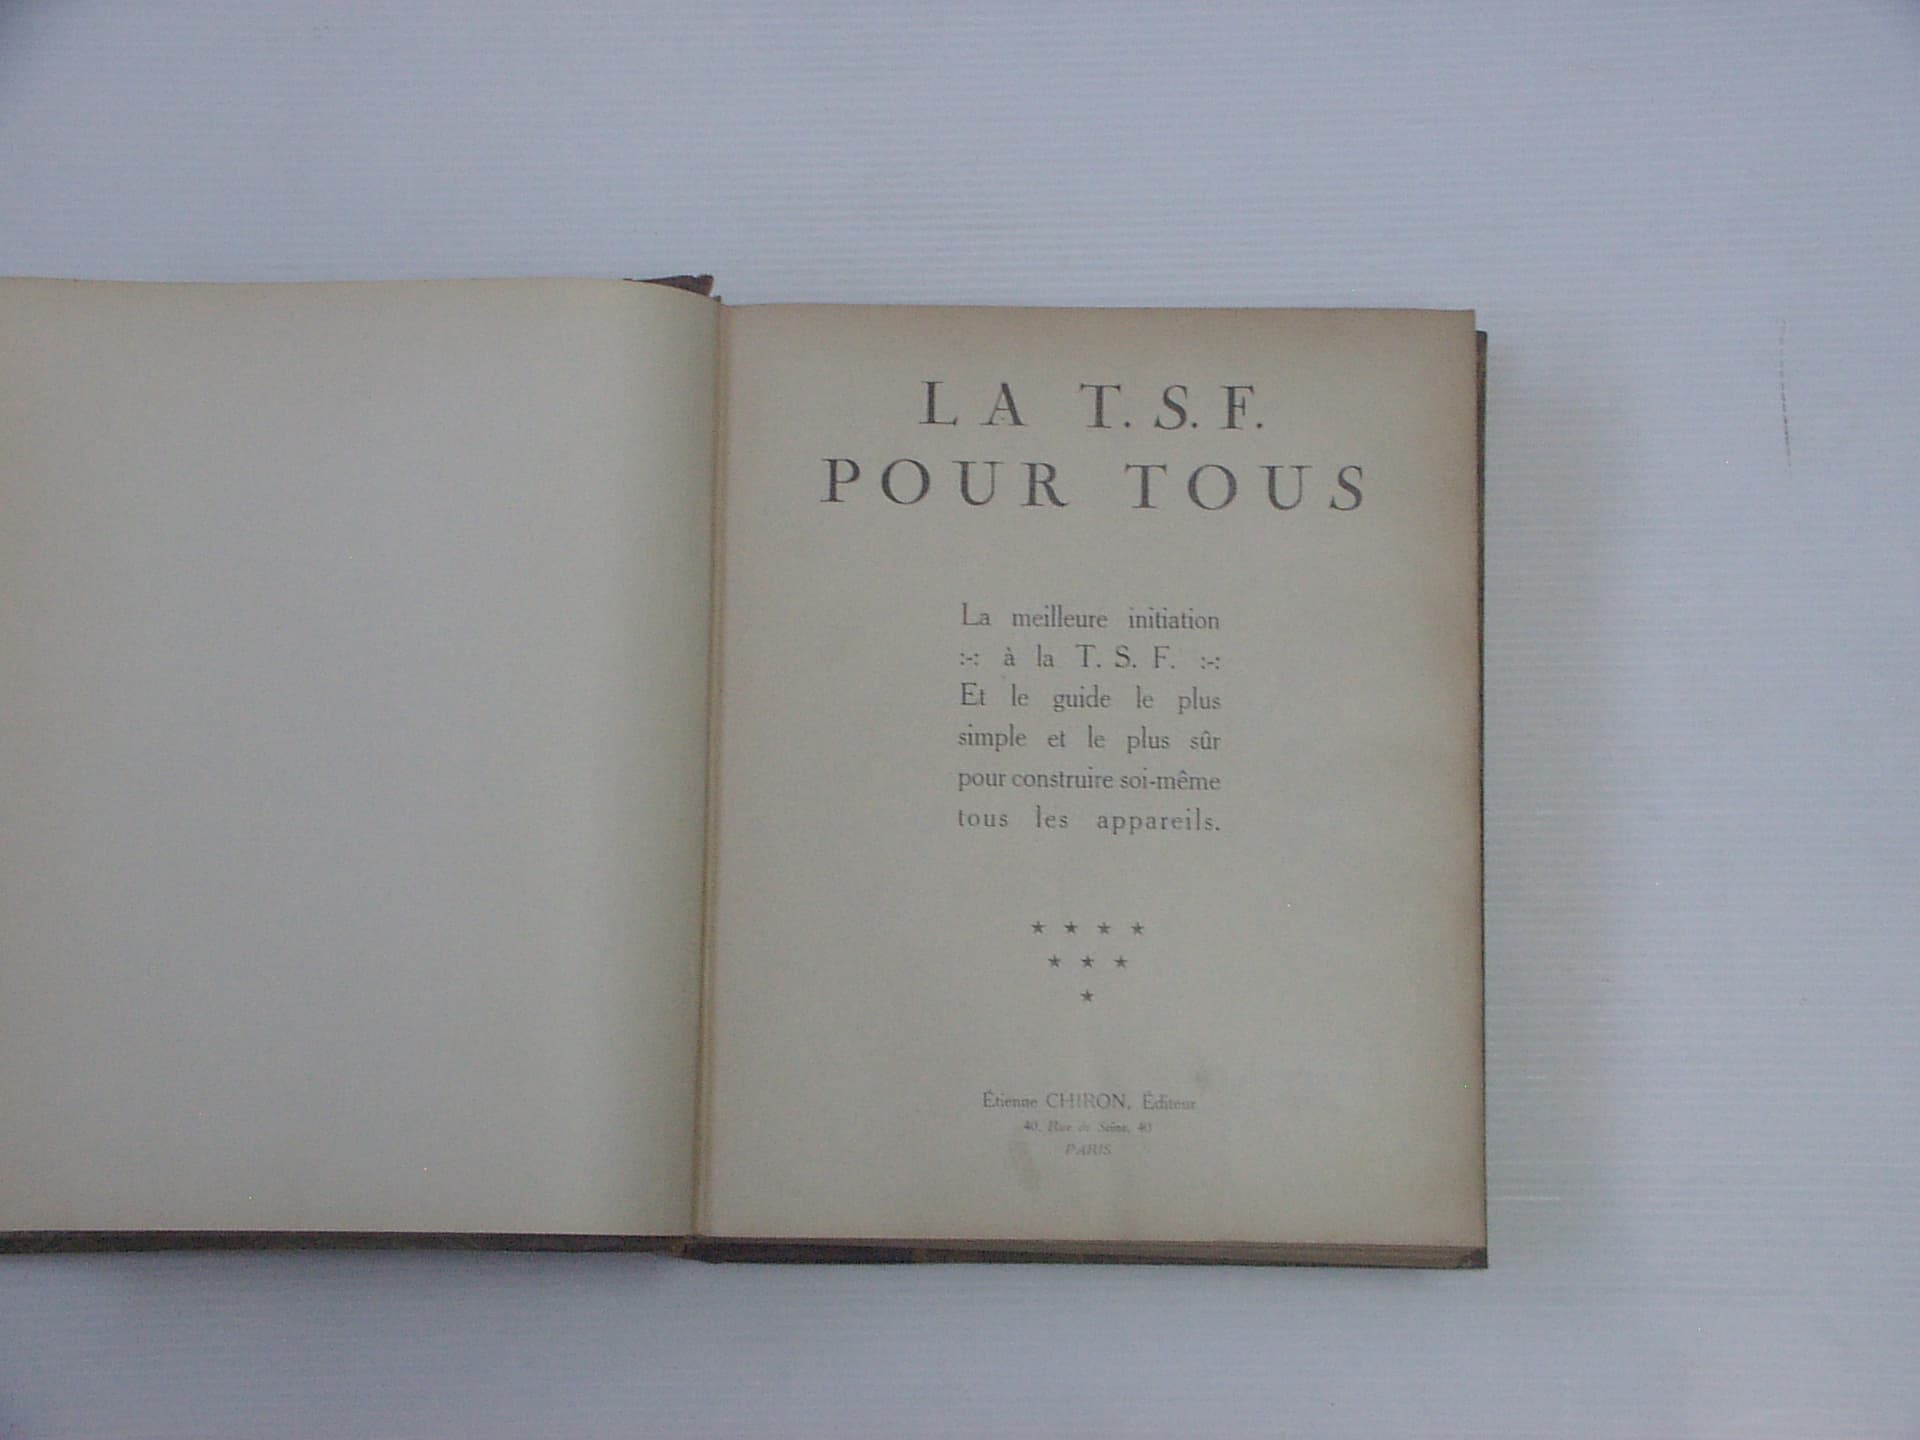 LA T. S. F.
POUR TOUS
La meilleure initiation
:-: à la T. S. F. :-:
Et le guide le plus
simple et le plus sûr
pour construire soi-même
tous les appareils.
★ ★ ★ ★
★ ★ ★
★
Étienne CHIRON, Éditeur
40, Rue de Seine, 40
PARIS